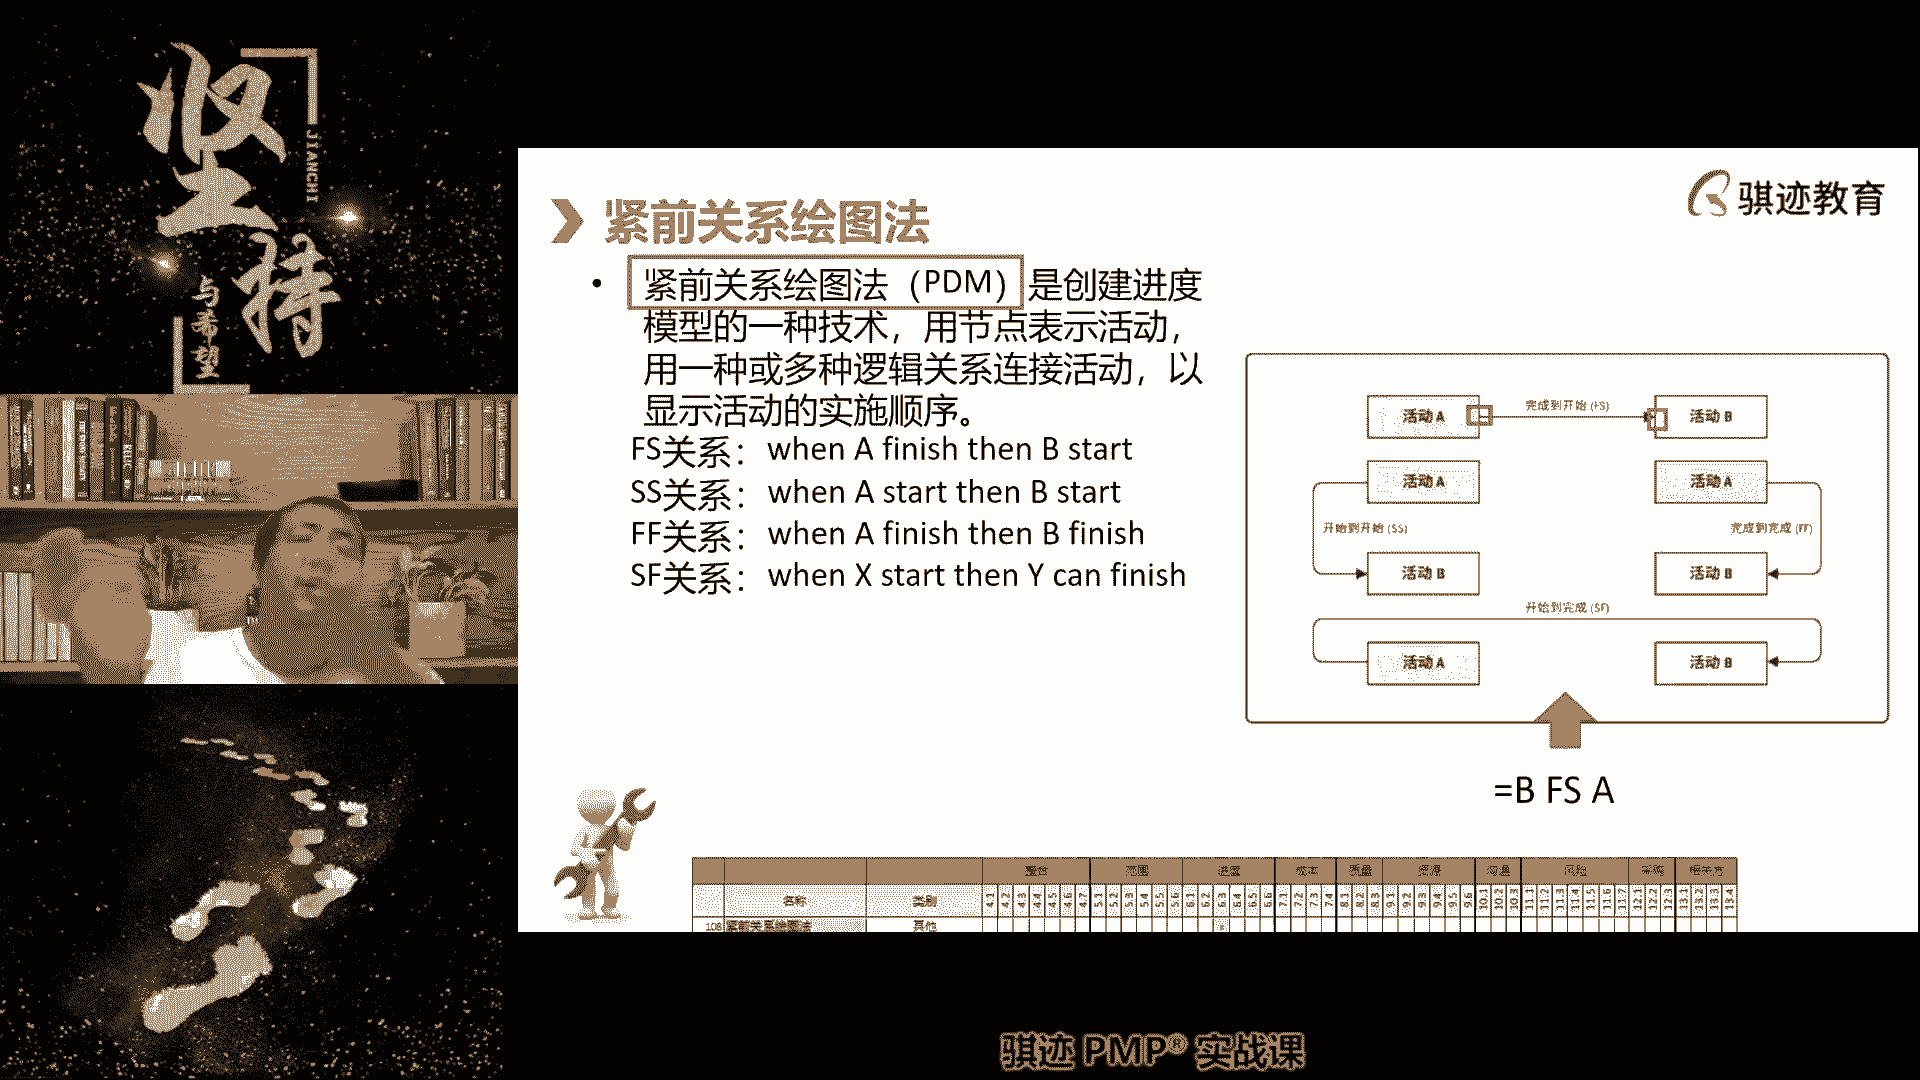 坚持
JIANCHI
与希望
骐迹教育
紧前关系绘图法
• 紧前关系绘图法（PDM）是创建进度
模型的一种技术，用节点表示活动，
用一种或多种逻辑关系连接活动，以
显示活动的实施顺序。
FS关系：when A finish then B start
SS关系：when A start then B start
FF关系：when A finish then B finish
SF关系：when X start then Y can finish
活动 A
完成到开始 (FS)
活动 B
活动 A
活动 A
开始到开始 (SS)
完成到完成 (FF)
活动 B
活动 B
开始到完成 (SF)
活动 A
活动 B
=B FS A
整合 范围 进度 成本 质量 资源 沟通 风险 采购 相关方
名称 类别 4.1 4.2 4.3 4.4 4.5 4.6 4.7 5.1 5.2 5.3 5.4 5.5 5.6 6.1 6.2 6.3 6.4 6.5 6.6 7.1 7.2 7.3 7.4 8.1 8.2 8.3 9.1 9.2 9.3 9.4 9.5 9.6 10.1 10.2 10.3 11.1 11.2 11.3 11.4 11.5 11.6 11.7 12.1 12.2 12.3 13.1 13.2 13.3 13.4
108 紧前关系绘图法 其他
骐迹 PMP® 实战课